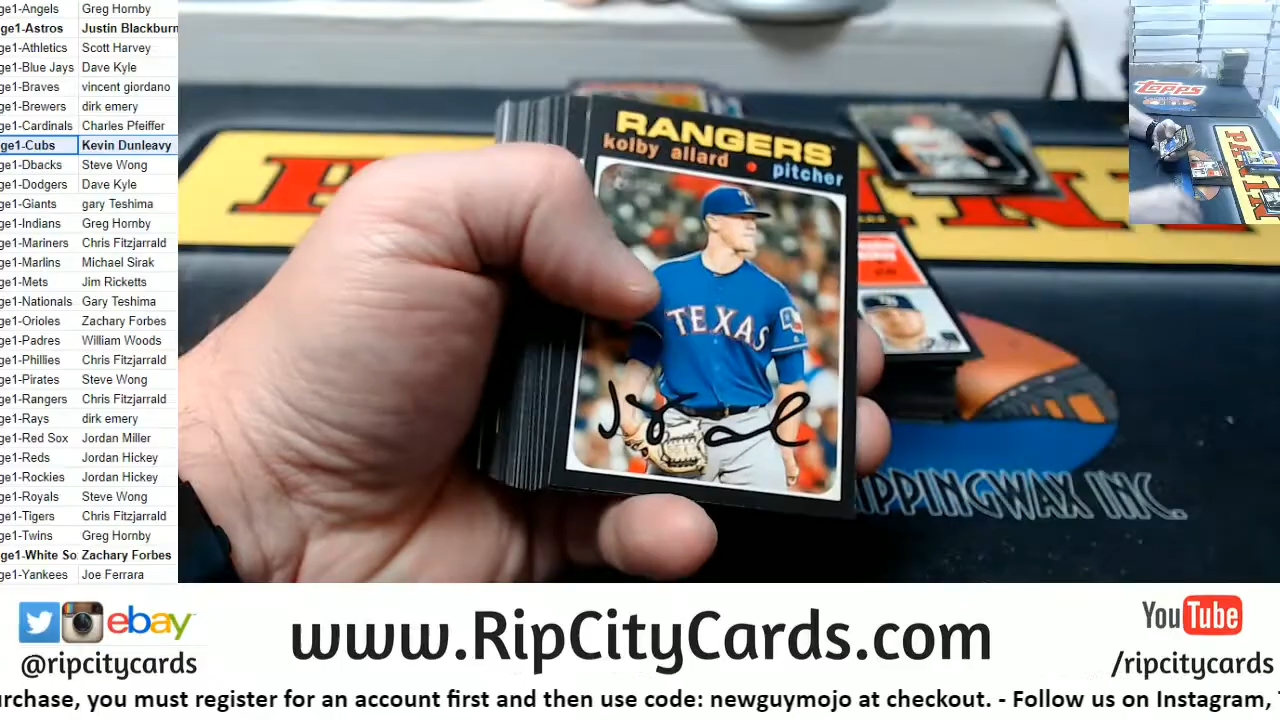 ge1-Angels Greg Hornby
ge1-Astros Justin Blackburn
ge1-Athletics Scott Harvey
ge1-Blue Jays Dave Kyle
ge1-Braves vincent giordano
ge1-Brewers dirk emery
ge1-Cardinals Charles Pfeiffer
ge1-Cubs Kevin Dunleavy
ge1-Dbacks Steve Wong
ge1-Dodgers Dave Kyle
ge1-Giants gary Teshima
ge1-Indians Greg Hornby
ge1-Mariners Chris Fitzjarrald
ge1-Marlins Michael Sirak
ge1-Mets Jim Ricketts
ge1-Nationals Gary Teshima
ge1-Orioles Zachary Forbes
ge1-Padres William Woods
ge1-Phillies Chris Fitzjarrald
ge1-Pirates Steve Wong
ge1-Rangers Chris Fitzjarrald
ge1-Rays dirk emery
ge1-Red Sox Jordan Miller
ge1-Reds Jordan Hickey
ge1-Rockies Jordan Hickey
ge1-Royals Steve Wong
ge1-Tigers Chris Fitzjarrald
ge1-Twins Greg Hornby
ge1-White So Zachary Forbes
ge1-Yankees Joe Ferrara
RANGERS
kolby allard • pitcher
TEXAS
IPPINGWAX INC.
topps
ebay
@ripcitycards
www.RipCityCards.com
YouTube
/ripcitycards
urchase, you must register for an account first and then use code: newguymojo at checkout. - Follow us on Instagram,